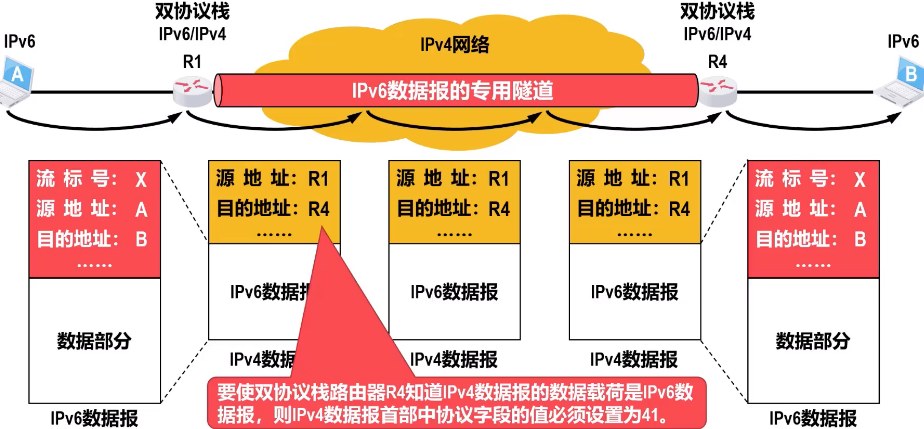 双协议栈
IPv6/IPv4
R1
双协议栈
IPv6/IPv4
R4
IPv6
A
IPv4网络
IPv6
B
IPv6数据报的专用隧道
流 标 号： X
源 地 址： A
目的地址： B
……
数据部分
IPv6数据报
源 地 址：R1
目的地址：R4
……
IPv6数据报
IPv4数据报
源 地 址：R1
目的地址：R4
……
IPv6数据报
IPv4数据报
源 地 址：R1
目的地址：R4
……
IPv6数据报
IPv4数据报
流 标 号： X
源 地 址： A
目的地址： B
……
数据部分
IPv6数据报
要使双协议栈路由器R4知道IPv4数据报的数据载荷是IPv6数
据报，则IPv4数据报首部中协议字段的值必须设置为41。